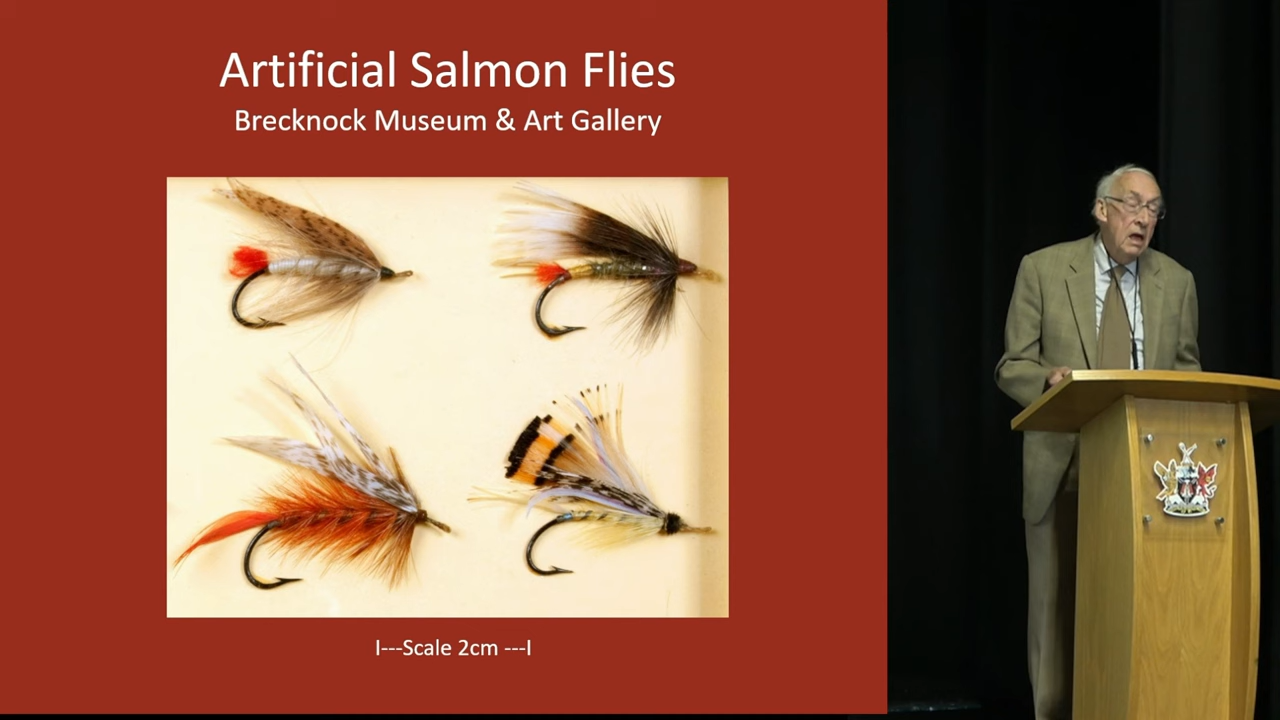 Artificial Salmon Flies
Brecknock Museum & Art Gallery
I---Scale 2cm ---I